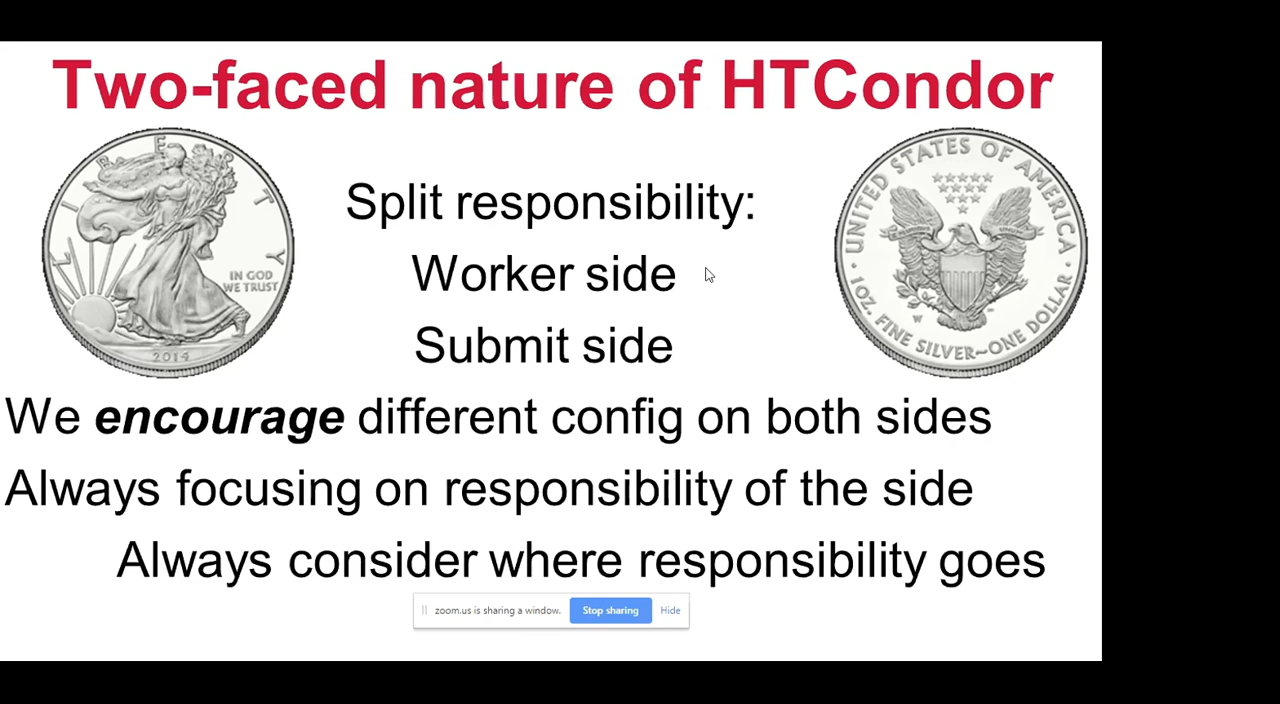 Two-faced nature of HTCondor
LIBERTY
IN GOD
WE TRUST
2014
UNITED STATES OF AMERICA
W
1 OZ. FINE SILVER~ONE DOLLAR
Split responsibility:
Worker side
Submit side
We encourage different config on both sides
Always focusing on responsibility of the side
Always consider where responsibility goes
zoom.us is sharing a window. Stop sharing Hide